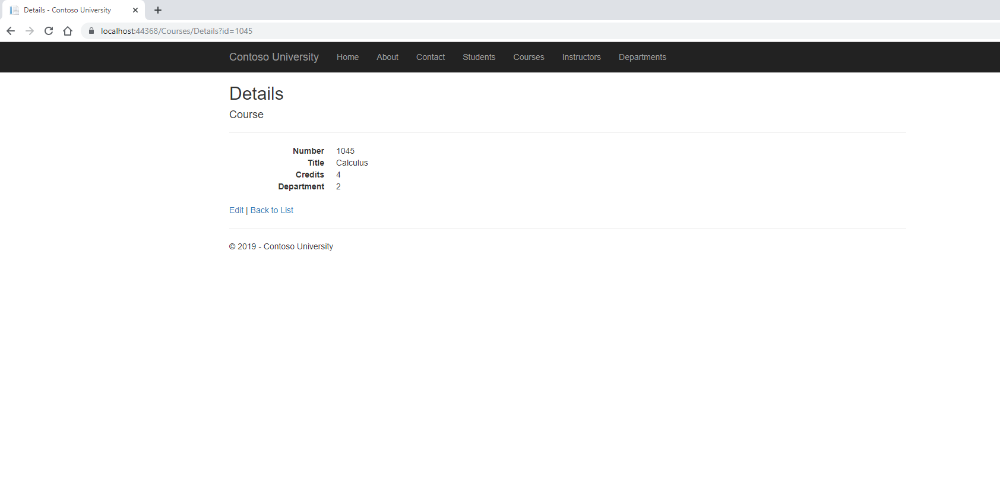 Details - Contoso University
localhost:44368/Courses/Details?id=1045
Contoso University Home About Contact Students Courses Instructors Departments
Details
Course
Number 1045
Title Calculus
Credits 4
Department 2
Edit | Back to List
© 2019 - Contoso University